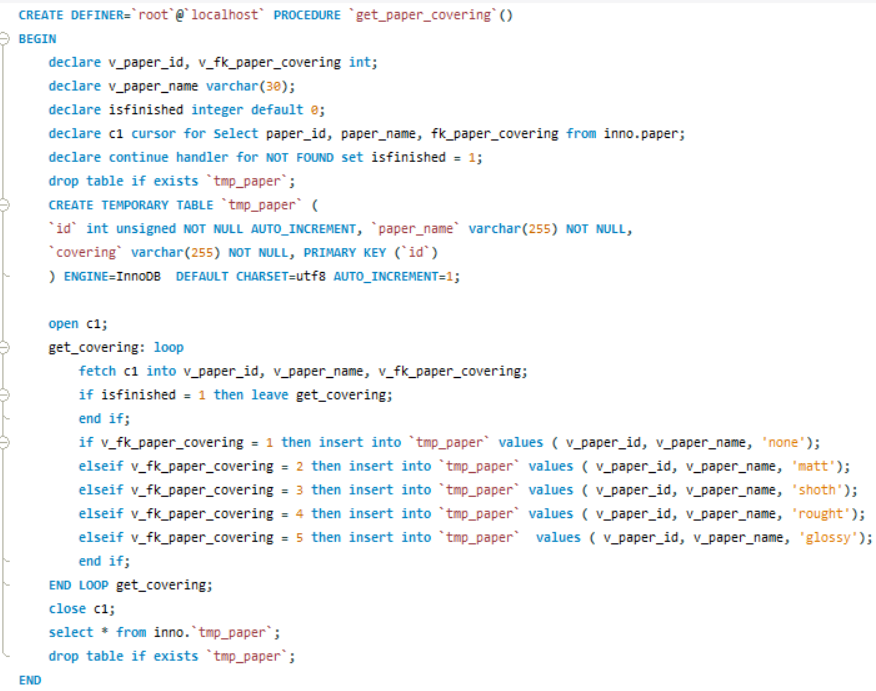 CREATE DEFINER=`root`@`localhost` PROCEDURE `get_paper_covering`()
BEGIN
declare v_paper_id, v_fk_paper_covering int;
declare v_paper_name varchar(30);
declare isfinished integer default 0;
declare c1 cursor for Select paper_id, paper_name, fk_paper_covering from inno.paper;
declare continue handler for NOT FOUND set isfinished = 1;
drop table if exists `tmp_paper`;
CREATE TEMPORARY TABLE `tmp_paper` (
`id` int unsigned NOT NULL AUTO_INCREMENT, `paper_name` varchar(255) NOT NULL,
`covering` varchar(255) NOT NULL, PRIMARY KEY (`id`)
) ENGINE=InnoDB  DEFAULT CHARSET=utf8 AUTO_INCREMENT=1;
open c1;
get_covering: loop
fetch c1 into v_paper_id, v_paper_name, v_fk_paper_covering;
if isfinished = 1 then leave get_covering;
end if;
if v_fk_paper_covering = 1 then insert into `tmp_paper` values ( v_paper_id, v_paper_name, 'none');
elseif v_fk_paper_covering = 2 then insert into `tmp_paper` values ( v_paper_id, v_paper_name, 'matt');
elseif v_fk_paper_covering = 3 then insert into `tmp_paper` values ( v_paper_id, v_paper_name, 'shoth');
elseif v_fk_paper_covering = 4 then insert into `tmp_paper` values ( v_paper_id, v_paper_name, 'rought');
elseif v_fk_paper_covering = 5 then insert into `tmp_paper`  values ( v_paper_id, v_paper_name, 'glossy');
end if;
END LOOP get_covering;
close c1;
select * from inno.`tmp_paper`;
drop table if exists `tmp_paper`;
END